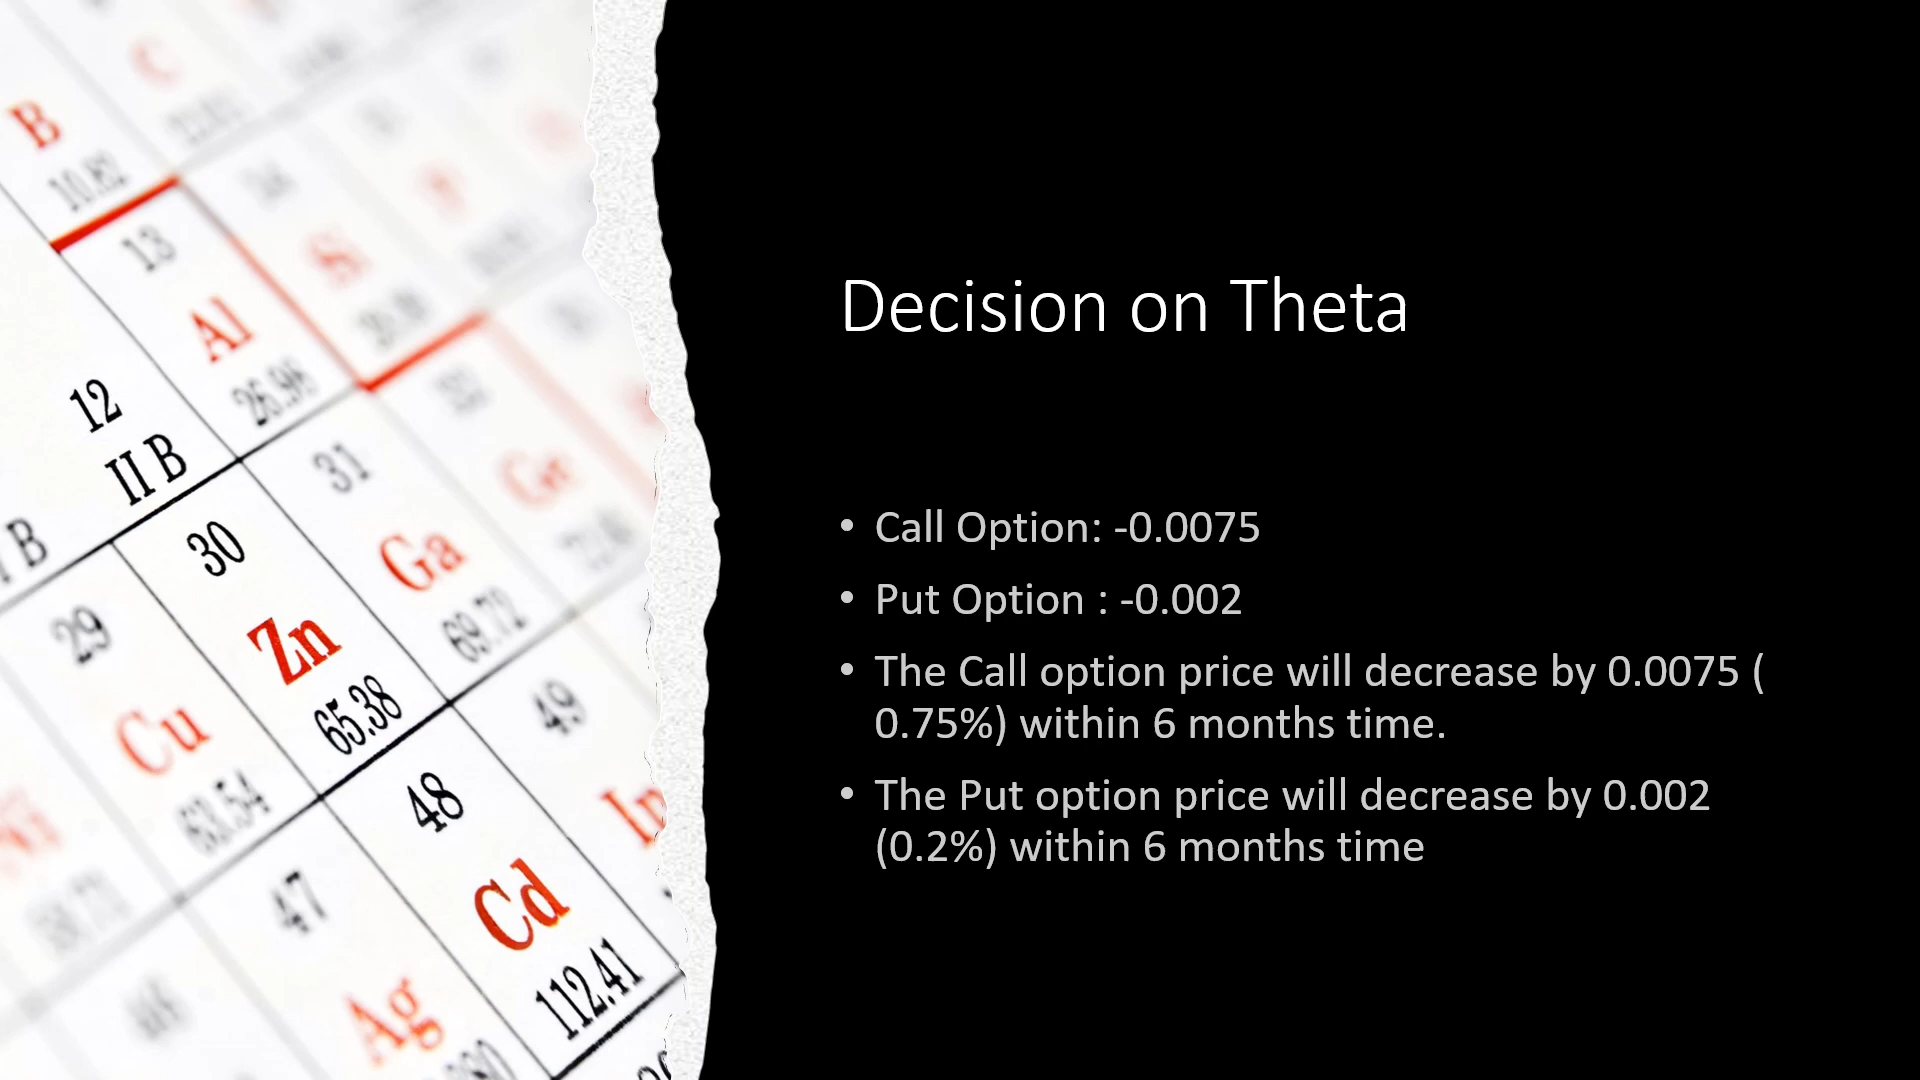 B
10.82
13
Al
26.98
12
II B
31
Ga
69.72
30
Zn
65.38
29
Cu
63.54
49
In
48
Cd
112.41
47
Ag
Decision on Theta
• Call Option: -0.0075
• Put Option : -0.002
• The Call option price will decrease by 0.0075 (
0.75%) within 6 months time.
• The Put option price will decrease by 0.002
(0.2%) within 6 months time